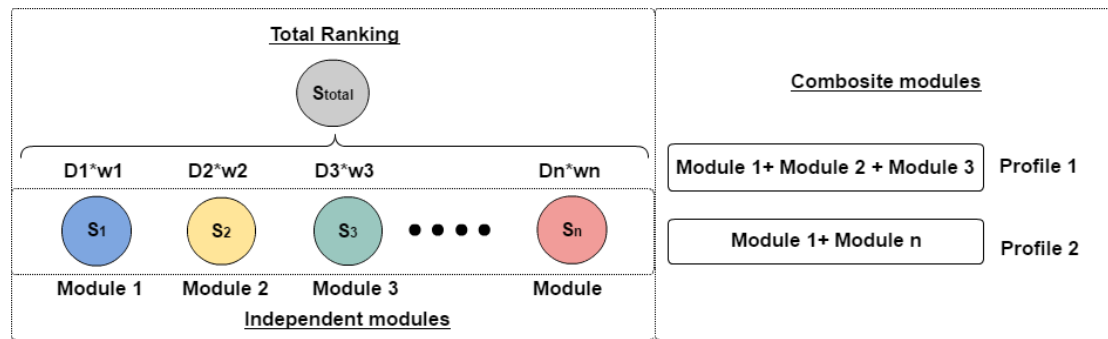 Total Ranking
Stotal
D1*w1 D2*w2 D3*w3 Dn*wn
S1 S2 S3 Sn
Module 1 Module 2 Module 3 Module
Independent modules
Combosite modules
Module 1+ Module 2 + Module 3 Profile 1
Module 1+ Module n Profile 2